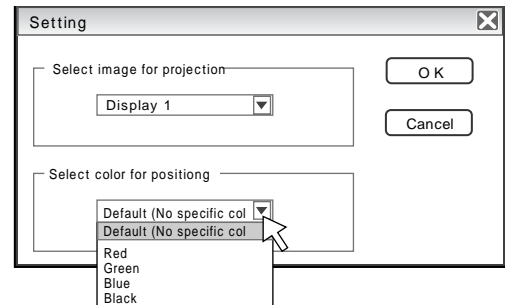 Setting
Select image for projection
Display 1
OK
Cancel
Select color for positiong
Default (No specific col
Default (No specific col
Red
Green
Blue
Black